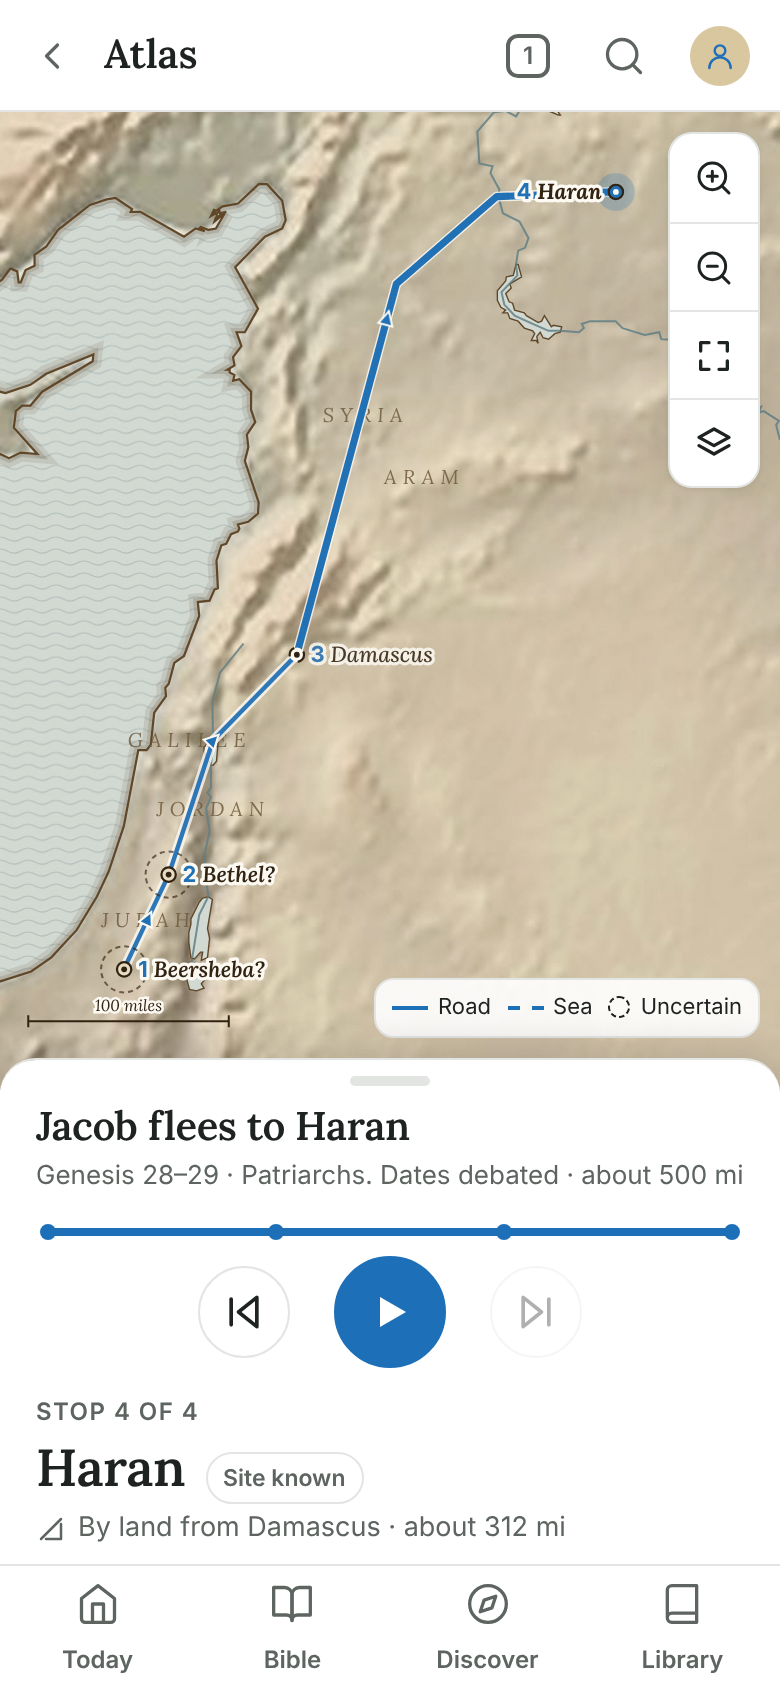 Atlas
1
4 Haran
SYRIA
ARAM
3 Damascus
GALILEE
JORDAN
2 Bethel?
JUDAH
1 Beersheba?
100 miles
Road Sea Uncertain
Jacob flees to Haran
Genesis 28–29 · Patriarchs. Dates debated · about 500 mi
STOP 4 OF 4
Haran Site known
By land from Damascus · about 312 mi
Today Bible Discover Library